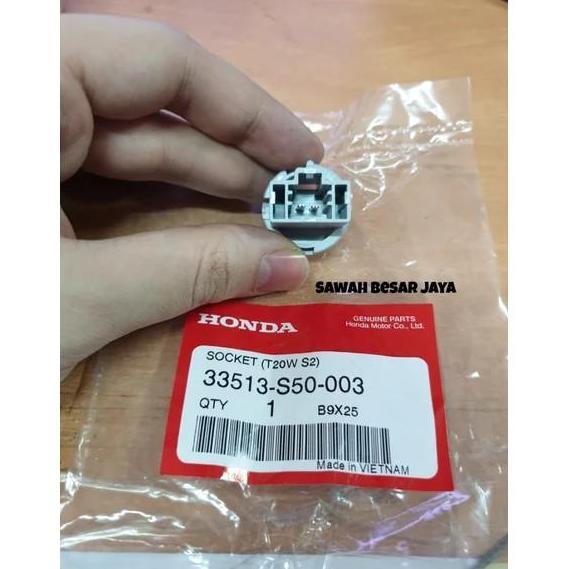 SAWAH BESAR JAYA
HONDA
GENUINE PARTS
Honda Motor Co., Ltd.
SOCKET (T20W S2)
33513-S50-003
QTY 1 B9X25
Made in VIETNAM